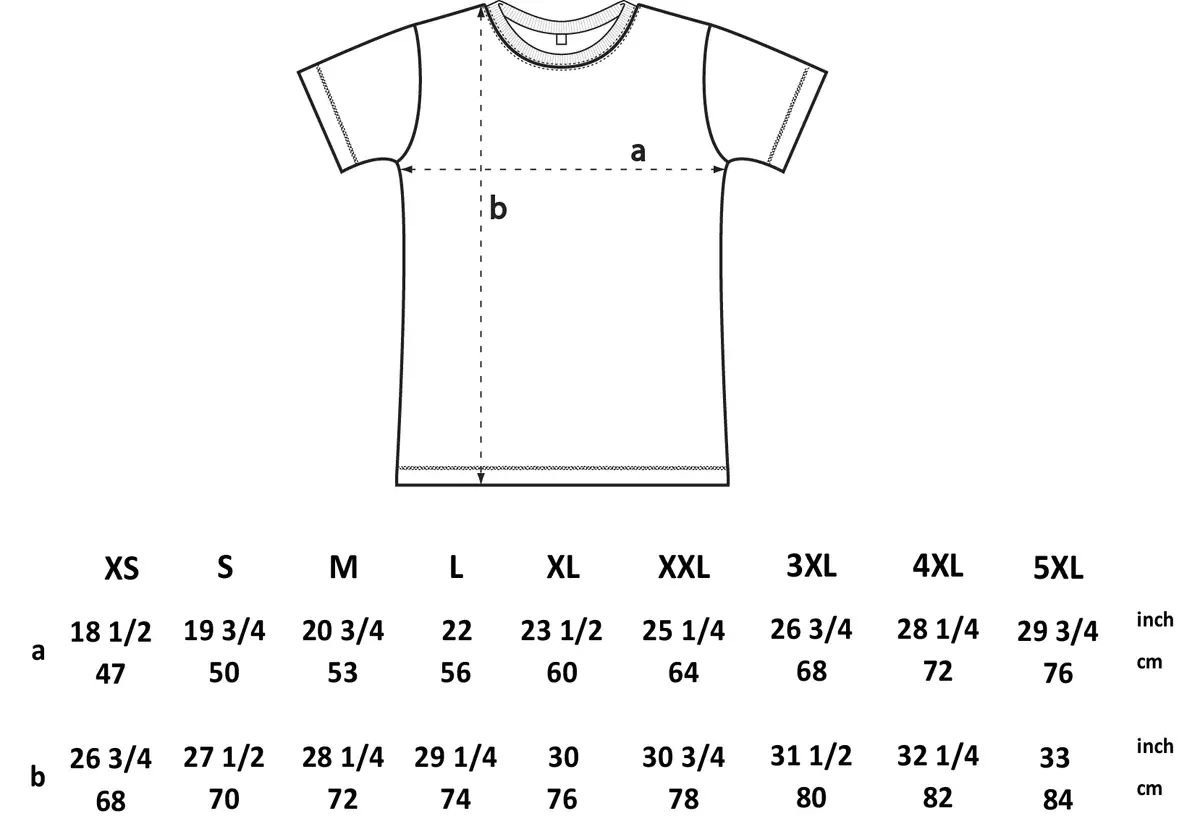 a
b
XS S M L XL XXL 3XL 4XL 5XL
18 1/2 19 3/4 20 3/4 22 23 1/2 25 1/4 26 3/4 28 1/4 29 3/4 inch
a
47 50 53 56 60 64 68 72 76 cm
26 3/4 27 1/2 28 1/4 29 1/4 30 30 3/4 31 1/2 32 1/4 33 inch
b
68 70 72 74 76 78 80 82 84 cm